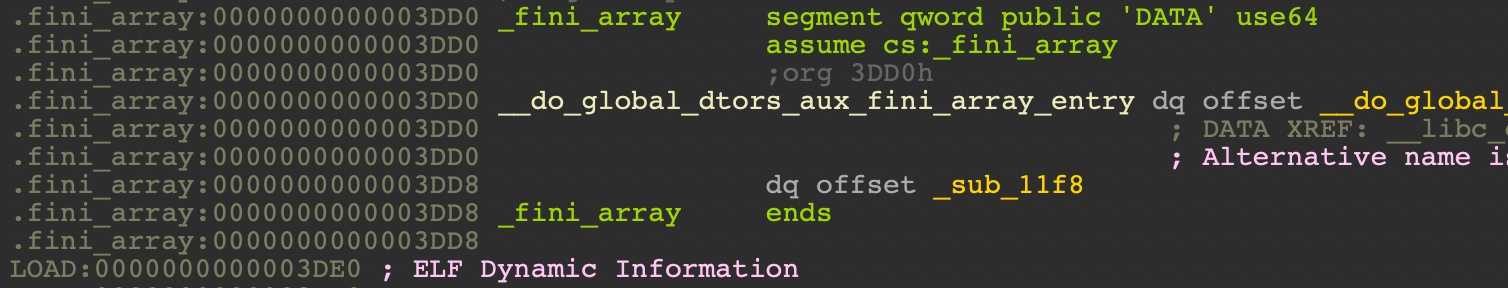 .fini_array:0000000000003DD0 _fini_array segment qword public 'DATA' use64
.fini_array:0000000000003DD0 assume cs:_fini_array
.fini_array:0000000000003DD0 ;org 3DD0h
.fini_array:0000000000003DD0 __do_global_dtors_aux_fini_array_entry dq offset __do_global_
.fini_array:0000000000003DD0 ; DATA XREF: __libc_
.fini_array:0000000000003DD0 ; Alternative name is
.fini_array:0000000000003DD8 dq offset _sub_11f8
.fini_array:0000000000003DD8 _fini_array ends
.fini_array:0000000000003DD8
LOAD:0000000000003DE0 ; ELF Dynamic Information